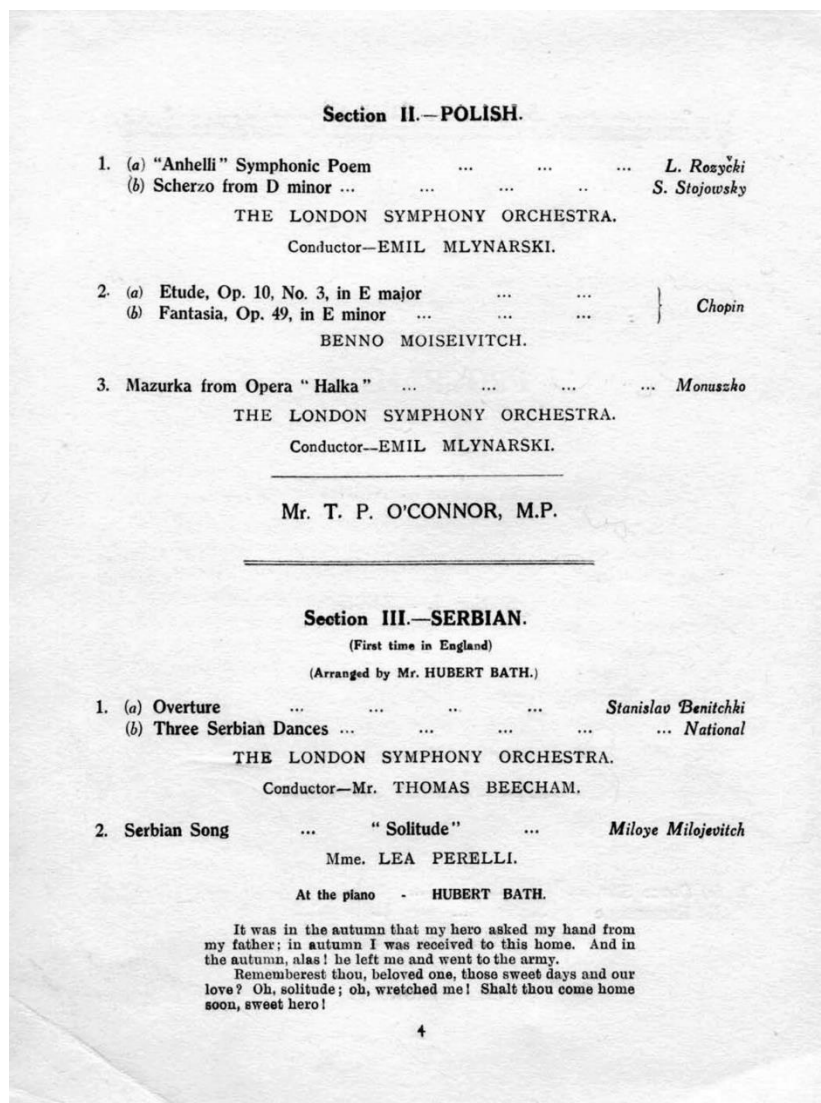 Section II.—POLISH.
1. (a) "Anhelli" Symphonic Poem ... ... ... L. Rozyčki
(b) Scherzo from D minor ... ... ... .. S. Stojowsky
THE LONDON SYMPHONY ORCHESTRA.
Conductor—EMIL MLYNARSKI.
2. (a) Etude, Op. 10, No. 3, in E major ... ...
(b) Fantasia, Op. 49, in E minor ... ... ... } Chopin
BENNO MOISEIVITCH.
3. Mazurka from Opera "Halka" ... ... ... ... Monuszko
THE LONDON SYMPHONY ORCHESTRA.
Conductor—EMIL MLYNARSKI.
Mr. T. P. O'CONNOR, M.P.
Section III.—SERBIAN.
(First time in England)
(Arranged by Mr. HUBERT BATH.)
1. (a) Overture ... ... .. ... Stanislav Benitchki
(b) Three Serbian Dances ... ... ... ... ... National
THE LONDON SYMPHONY ORCHESTRA.
Conductor—Mr. THOMAS BEECHAM.
2. Serbian Song ... "Solitude" ... Miloye Milojevitch
Mme. LEA PERELLI.
At the piano - HUBERT BATH.
It was in the autumn that my hero asked my hand from
my father; in autumn I was received to this home. And in
the autumn, alas! he left me and went to the army.
Rememberest thou, beloved one, those sweet days and our
love? Oh, solitude; oh, wretched me! Shalt thou come home
soon, sweet hero!
4